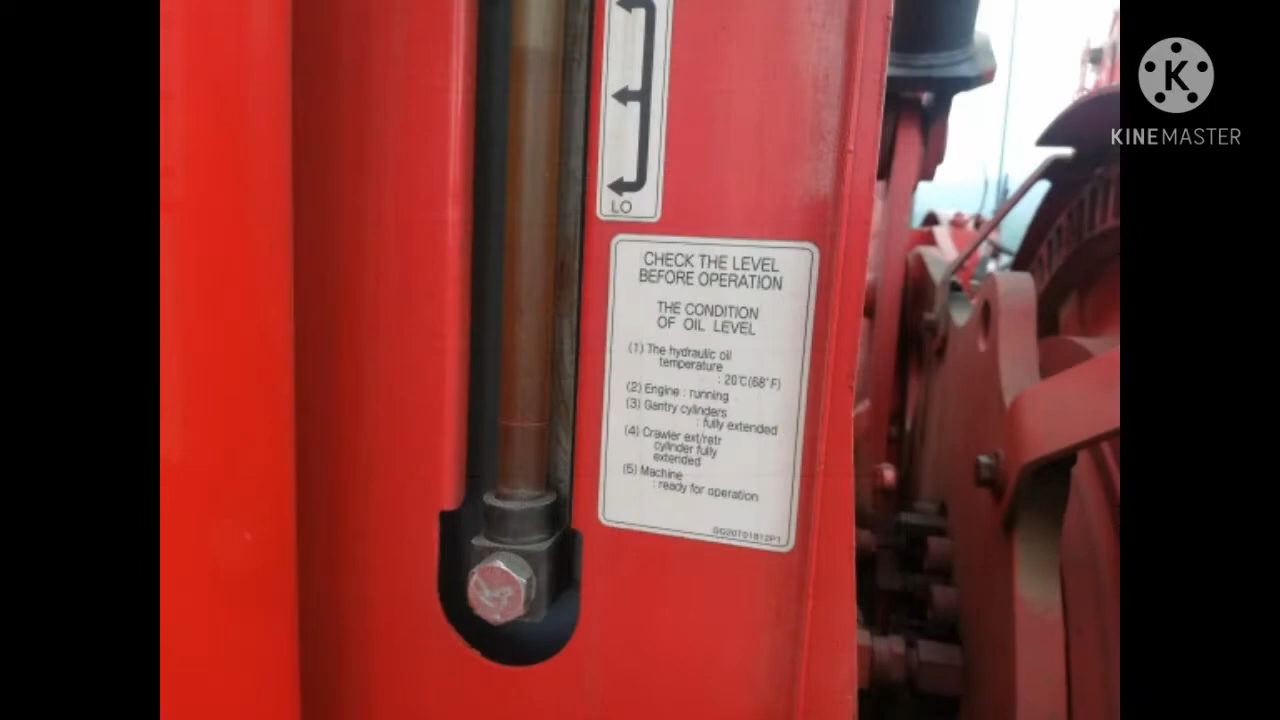 K
KINEMASTER
LO
CHECK THE LEVEL
BEFORE OPERATION
THE CONDITION
OF OIL LEVEL
(1) The hydraulic oil
temperature
: 20°C(68°F)
(2) Engine : running
(3) Gantry cylinders
: fully extended
(4) Crawler ext/retr
cylinder fully
extended
(5) Machine
: ready for operation